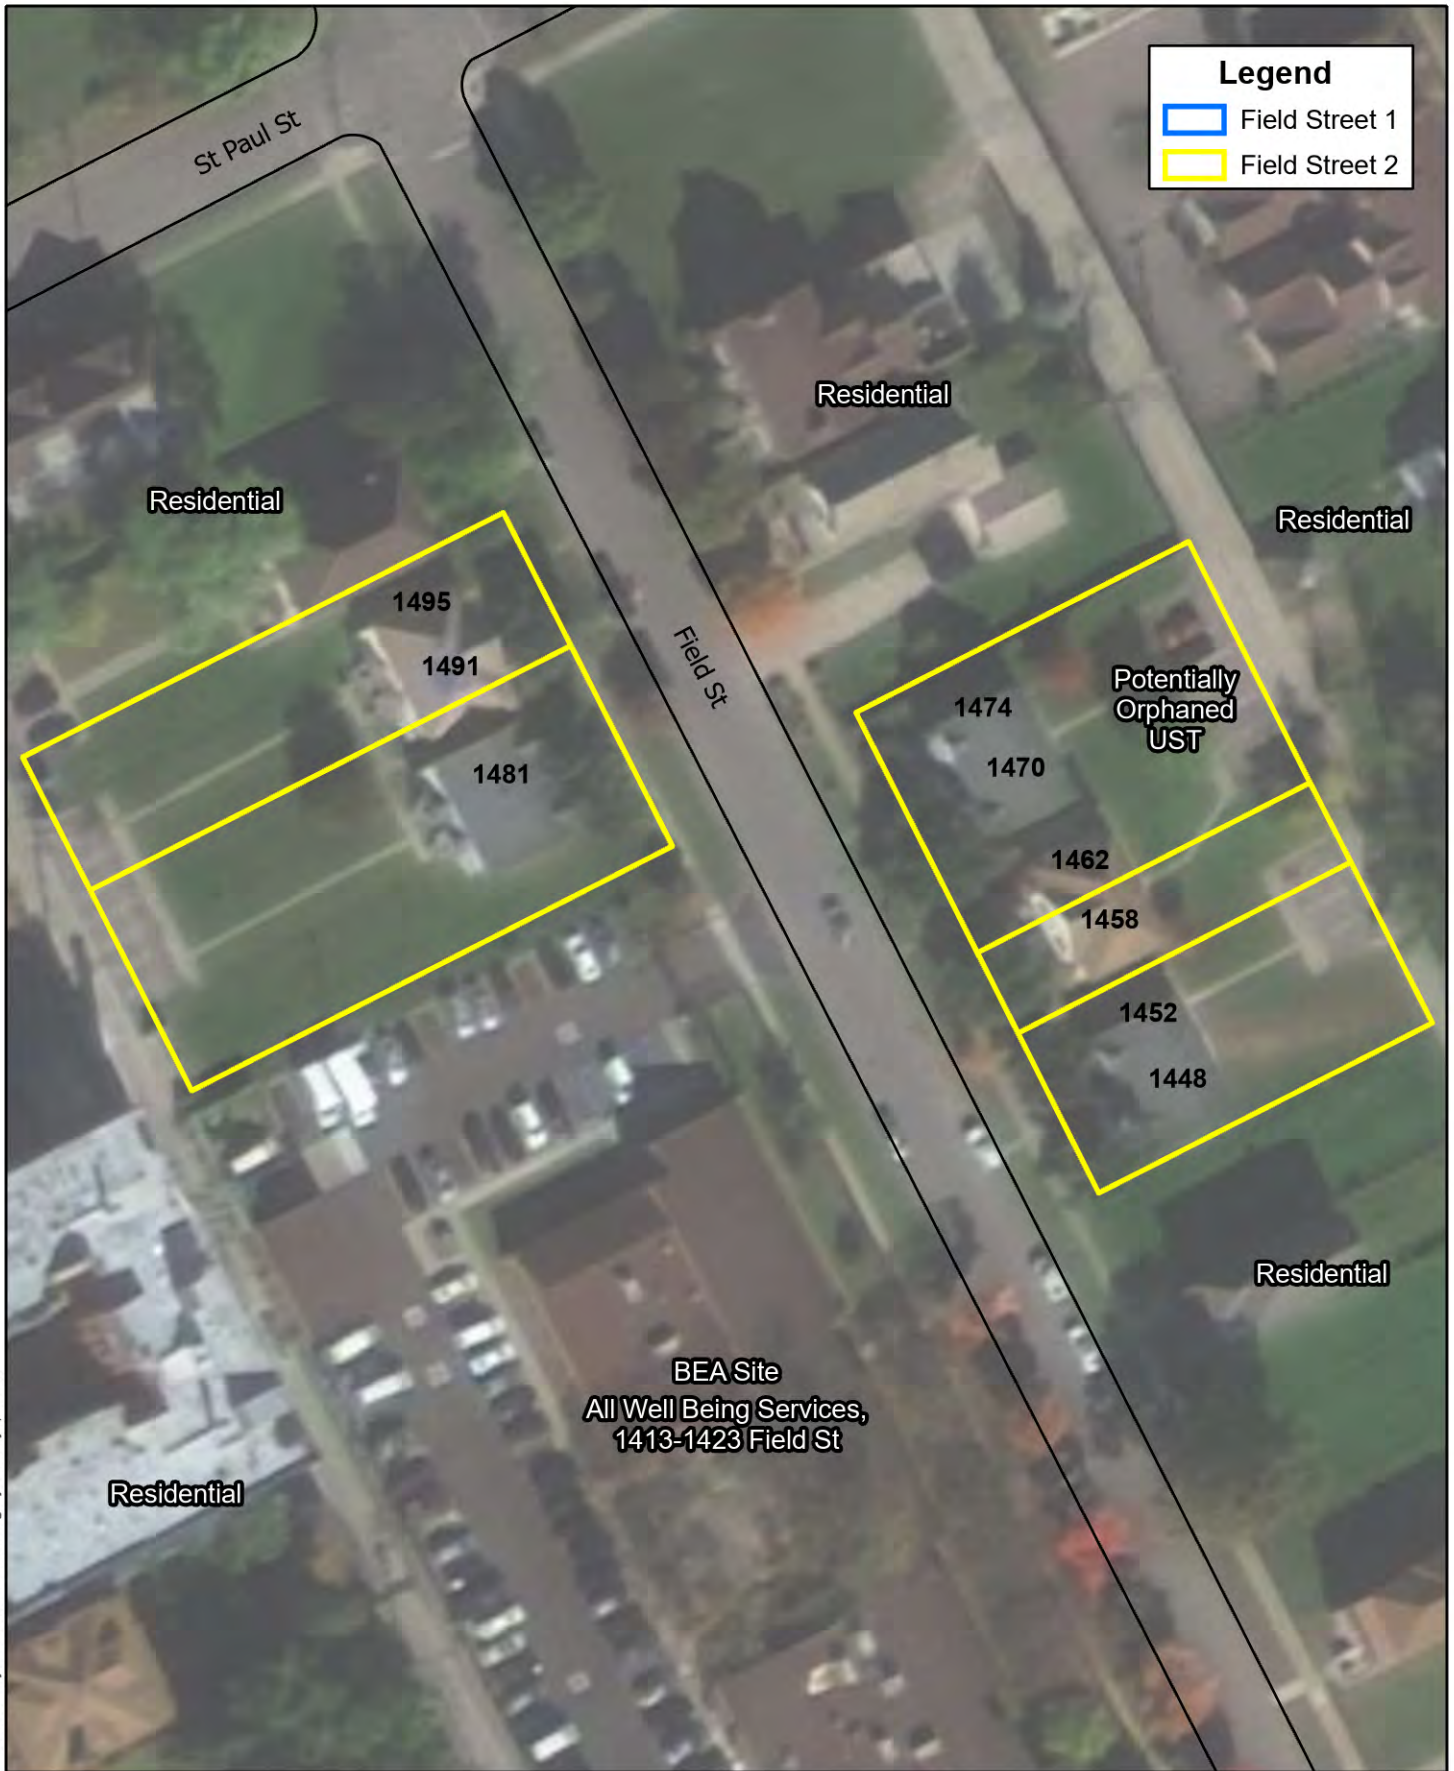 Legend
Field Street 1
Field Street 2
St Paul St
Residential
Residential
Residential
1495
1491
Field St
1481
1474
1470
Potentially
Orphaned
UST
1462
1458
1452
1448
Residential
BEA Site
All Well Being Services,
1413-1423 Field St
Residential